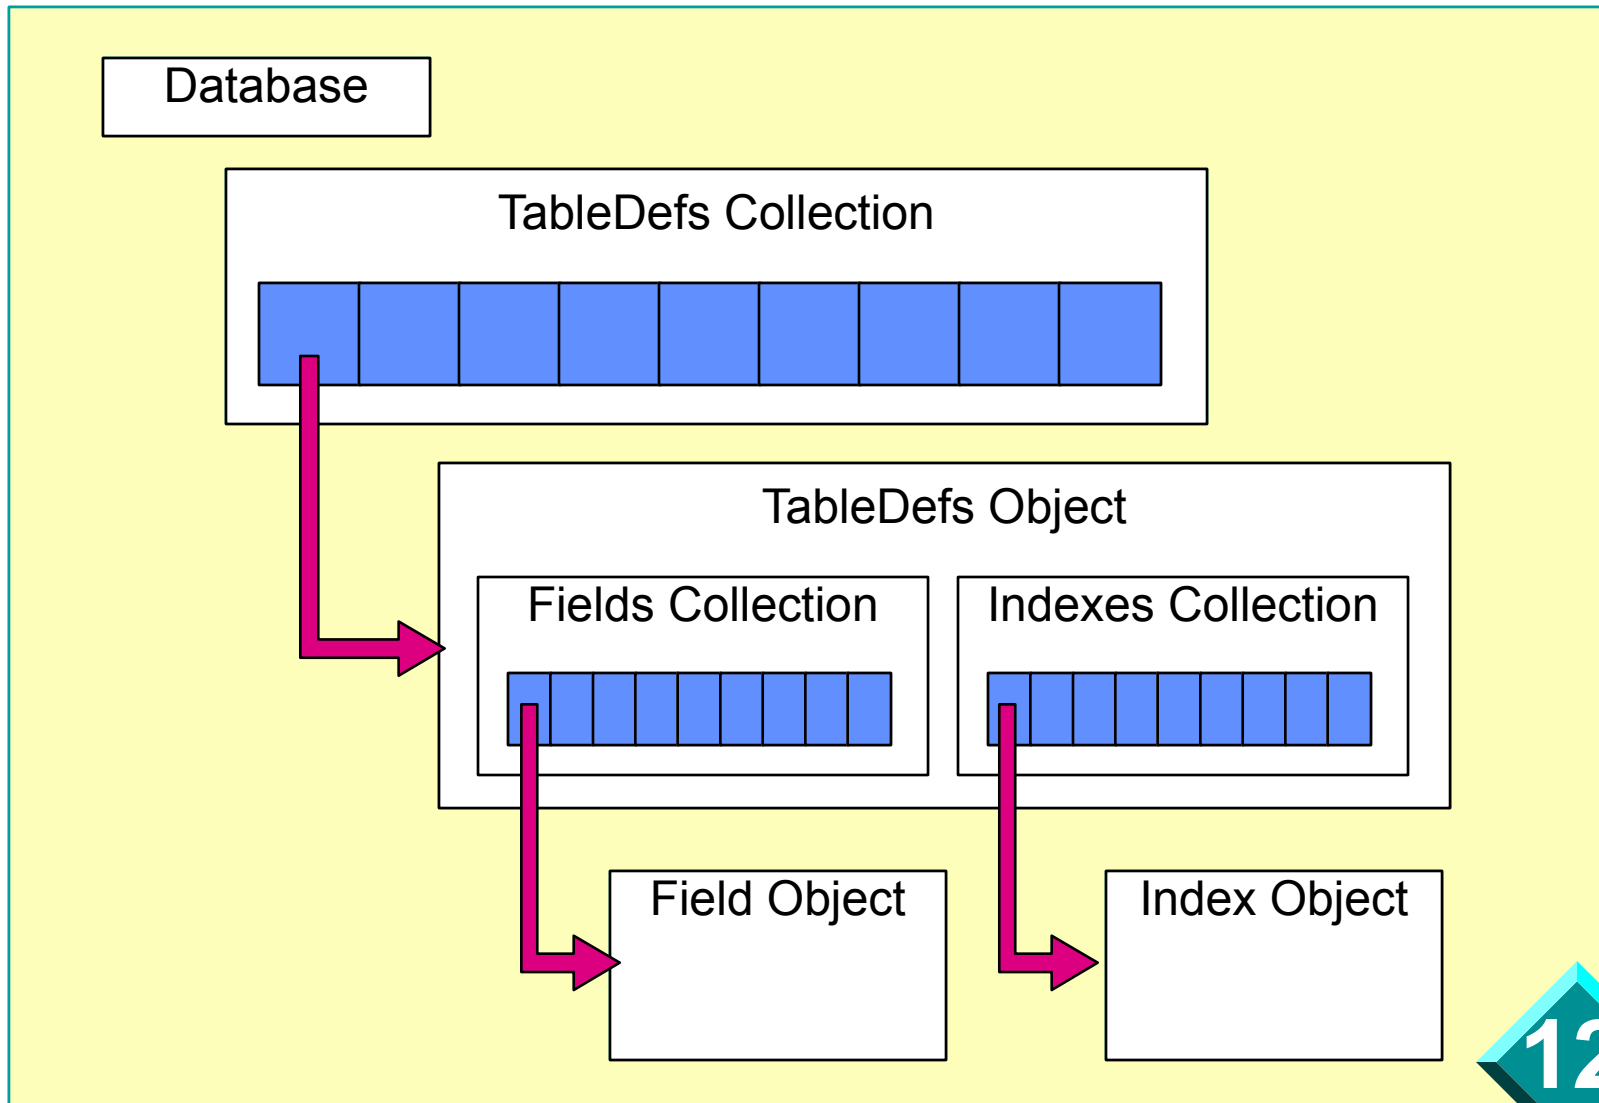 Database
TableDefs Collection
TableDefs Object
Fields Collection
Indexes Collection
Field Object
Index Object
12